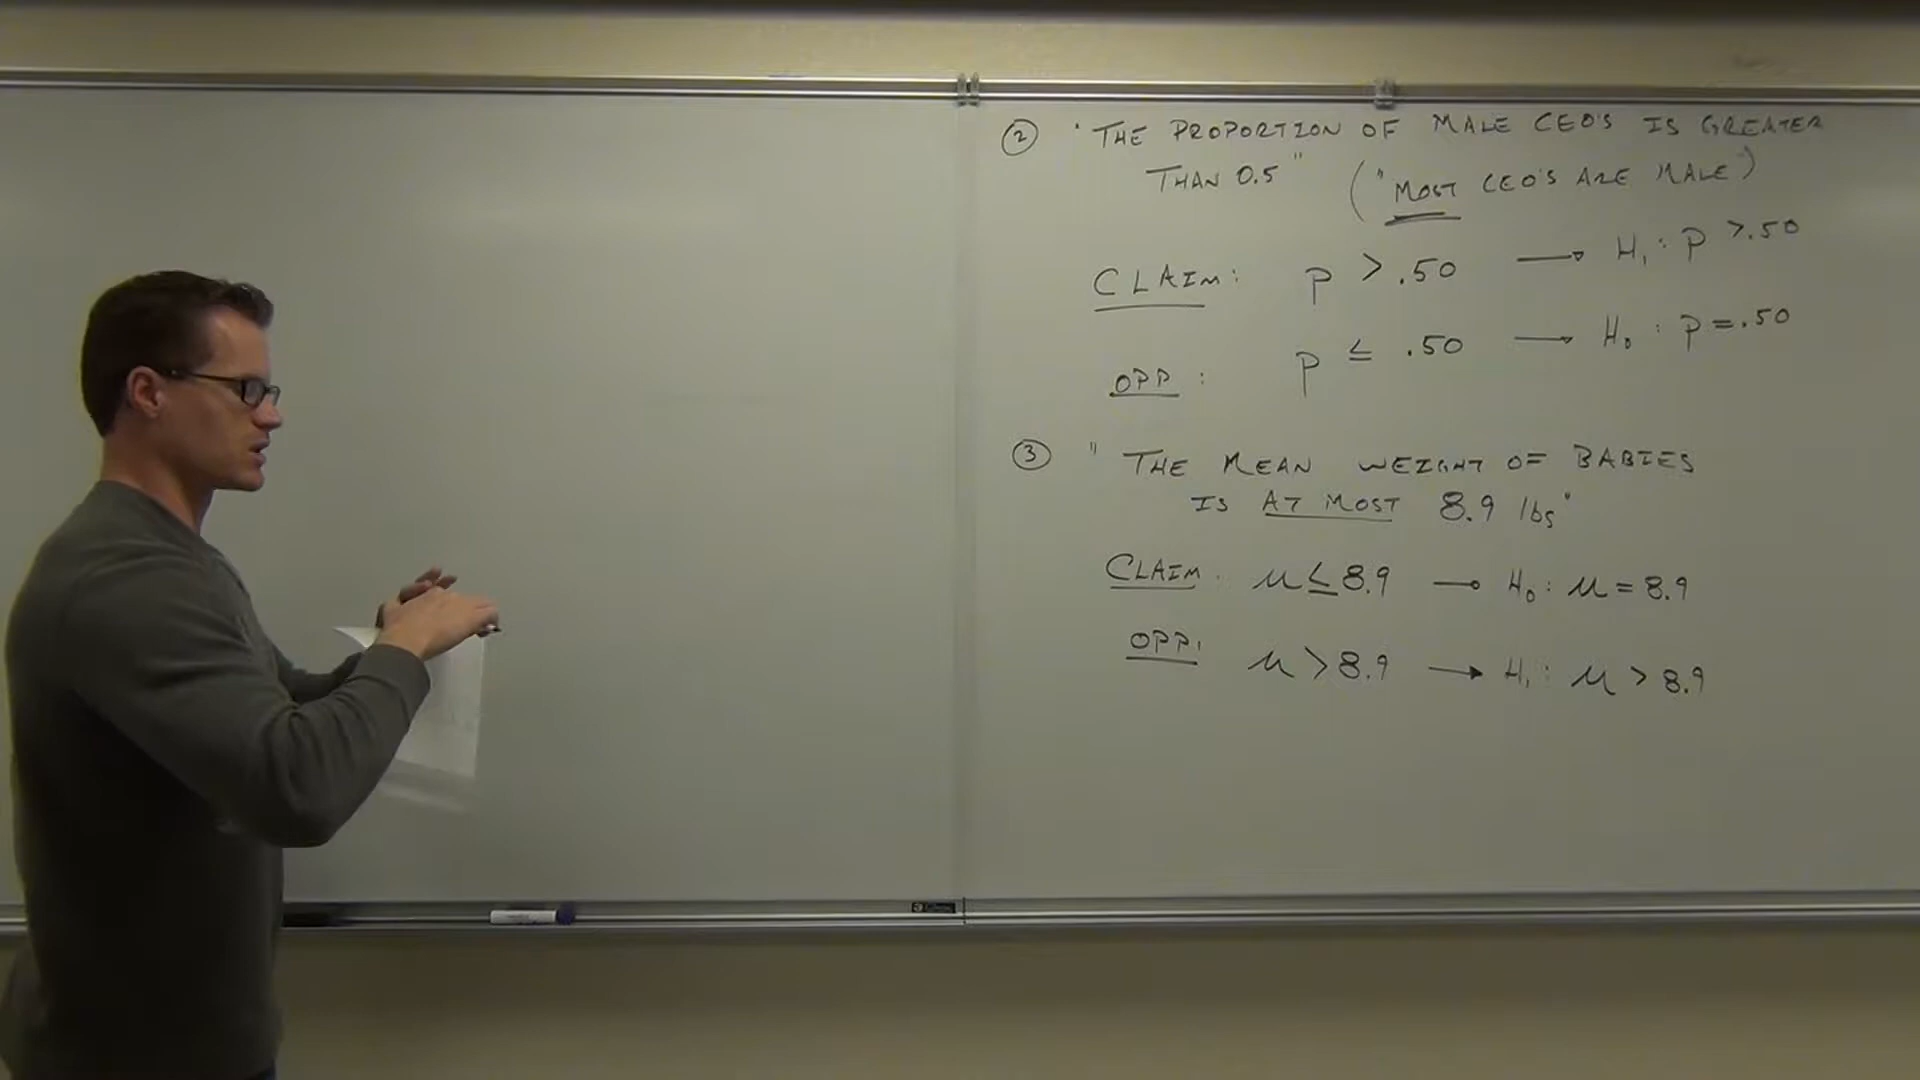 ② "THE PROPORTION OF MALE CEO'S IS GREATER
THAN 0.5" ("MOST CEO'S ARE MALE")
CLAIM: p > .50 → H₁: p > .50
OPP: p ≤ .50 → H₀: p = .50
③ "THE MEAN WEIGHT OF BABIES
IS AT MOST 8.9 lbs"
CLAIM: μ ≤ 8.9 → H₀: μ = 8.9
OPP: μ > 8.9 → H₁: μ > 8.9